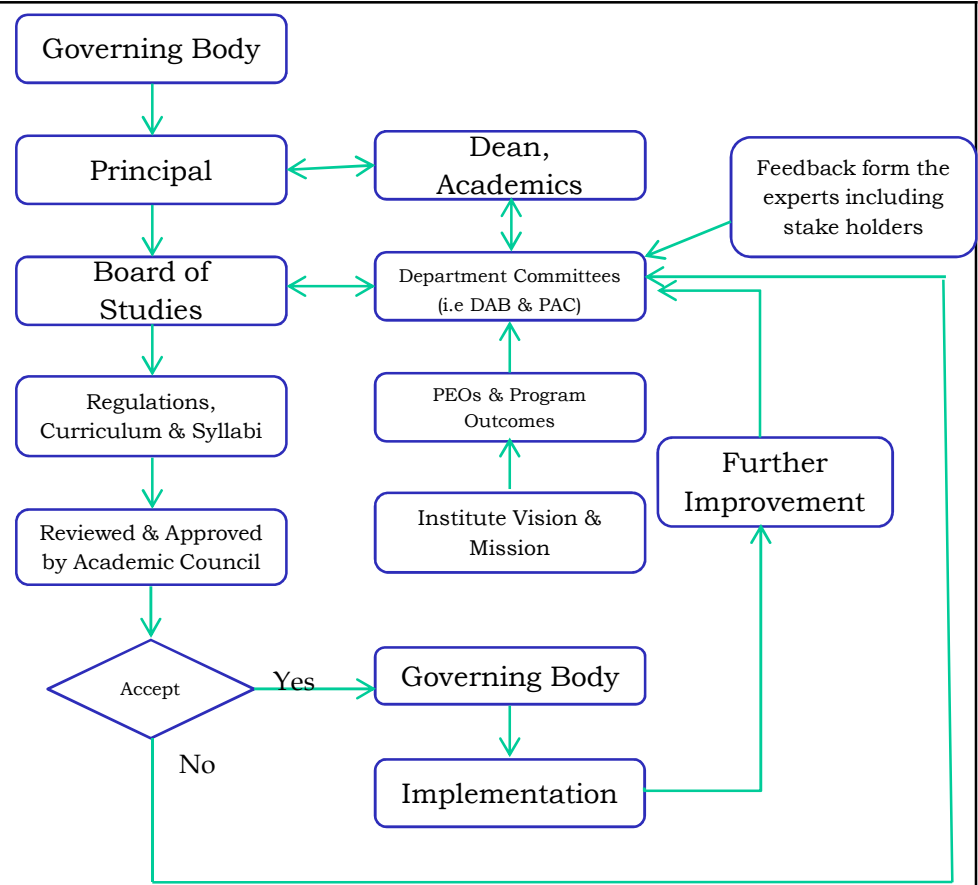 Governing Body
Principal
Dean,
Academics
Feedback form the
experts including
stake holders
Board of
Studies
Department Committees
(i.e DAB & PAC)
Regulations,
Curriculum & Syllabi
PEOs & Program
Outcomes
Further
Improvement
Reviewed & Approved
by Academic Council
Institute Vision &
Mission
Accept
Yes
Governing Body
No
Implementation